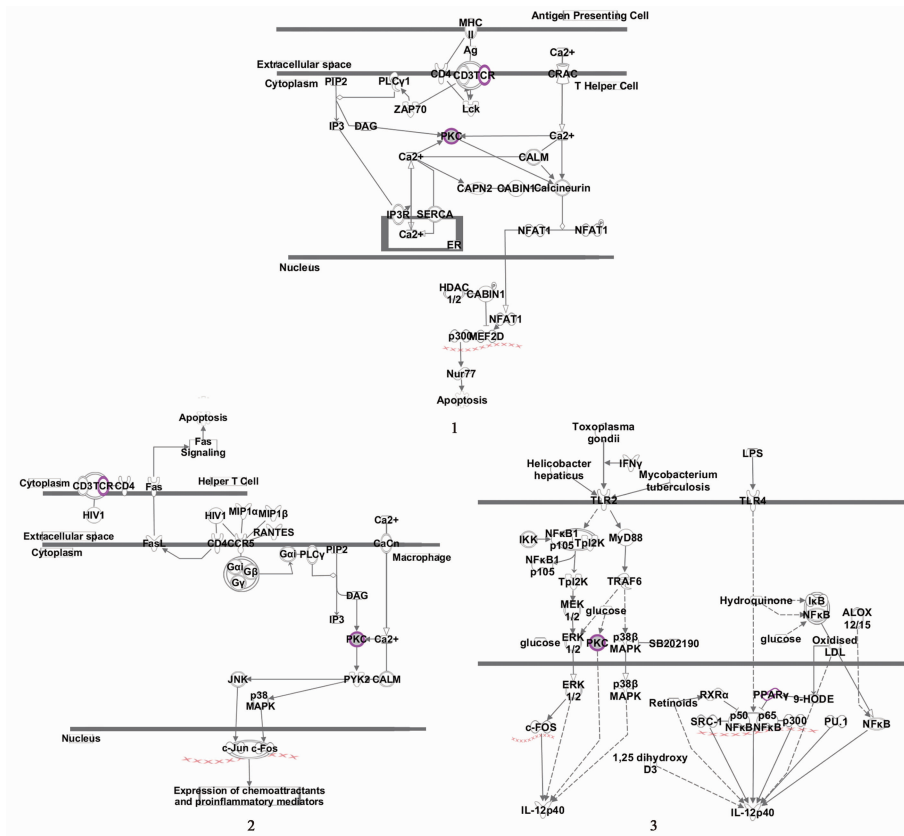 Antigen Presenting Cell
MHC
II
Ag
Ca2+
Extracellular space
CD4 CD3 TCR
CRAC
Cytoplasm
T Helper Cell
PIP2
PLCγ1
ZAP70
Lck
IP3
DAG
PKC
Ca2+
Ca2+
CALM
CAPN2
CABIN1
Calcineurin
IP3R
SERCA
Ca2+
ER
NFAT1
NFAT1
P
Nucleus
HDAC
1/2
CABIN1
P
NFAT1
p300
MEF2D
Nur77
Apoptosis
1
Apoptosis
Fas
Signaling
Cytoplasm
CD3 TCR CD4
Fas
Helper T Cell
HIV1
HIV1
MIP1α
MIP1β
RANTES
Ca2+
Extracellular space
FasL
CD4 CCR5
CaCn
Cytoplasm
Gαi
PLCγ
PIP2
Macrophage
Gαi
Gβ
Gγ
DAG
IP3
PKC
Ca2+
JNK
PYK2
CALM
p38
MAPK
Nucleus
c-Jun c-Fos
Expression of chemoattractants
and proinflammatory mediators
2
Toxoplasma
gondii
IFNγ
LPS
Helicobacter
hepaticus
Mycobacterium
tuberculosis
TLR2
TLR4
IKK
NFκB1
p105
Tpl2K
MyD88
NFκB1
p105
Tpl2K
TRAF6
Hydroquinone
IκB
NFκB
ALOX
12/15
MEK
1/2
glucose
glucose
Oxidised
LDL
glucose
ERK
1/2
PKC
p38β
MAPK
SB202190
ERK
1/2
p38β
MAPK
RXRα
PPARγ
9-HODE
Retinoids
c-FOS
SRC-1
p50
NFκB
p65
NFκB
p300
PU.1
NFκB
1,25 dihydroxy
D3
IL-12p40
IL-12p40
3